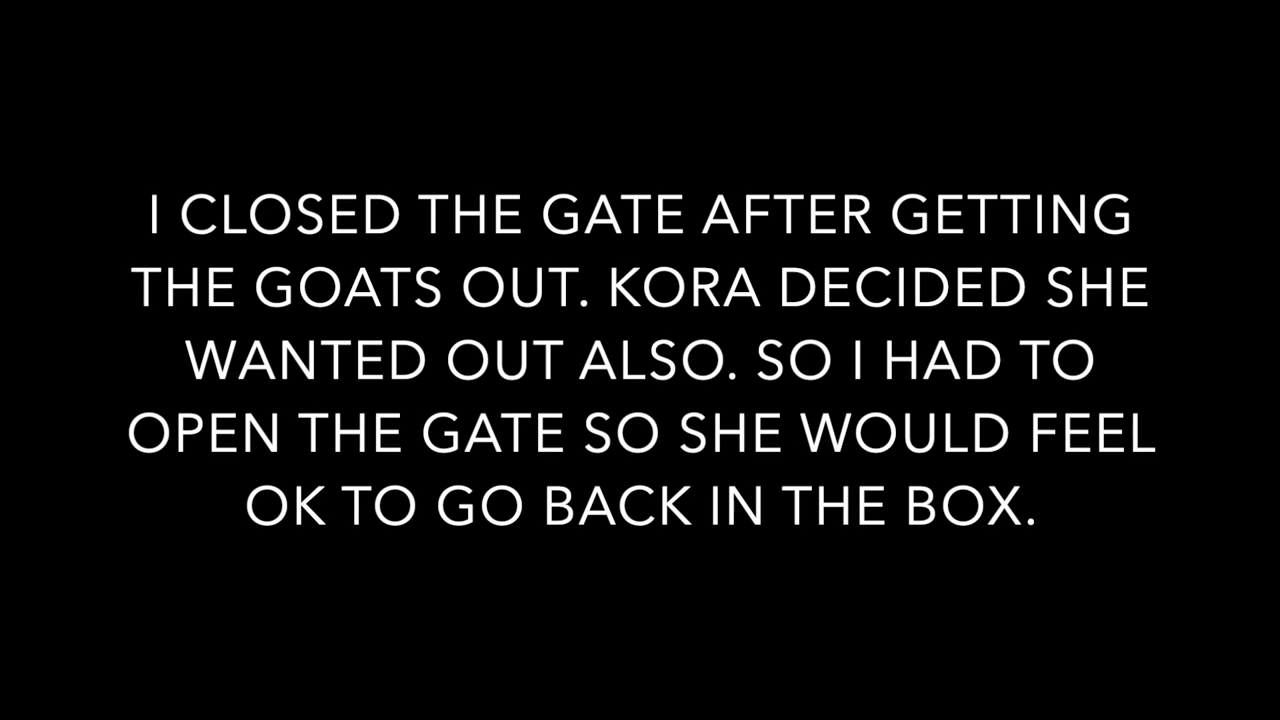 I CLOSED THE GATE AFTER GETTING
THE GOATS OUT. KORA DECIDED SHE
WANTED OUT ALSO. SO I HAD TO
OPEN THE GATE SO SHE WOULD FEEL
OK TO GO BACK IN THE BOX.